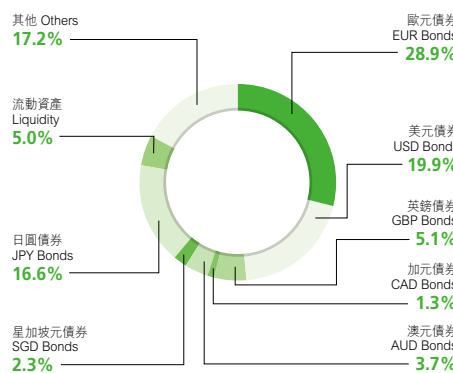 其他 Others
17.2%
流動資產
Liquidity
5.0%
日圓債券
JPY Bonds
16.6%
星加坡元債券
SGD Bonds
2.3%
歐元債券
EUR Bonds
28.9%
美元債券
USD Bond
19.9%
英鎊債券
GBP Bonds
5.1%
加元債券
CAD Bonds
1.3%
澳元債券
AUD Bonds
3.7%